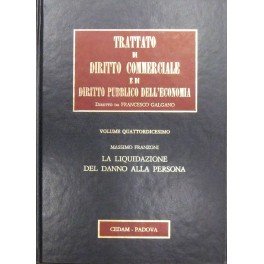 TRATTATO
DI
DIRITTO COMMERCIALE
E DI
DIRITTO PUBBLICO DELL'ECONOMIA
DIRETTO DA FRANCESCO GALGANO
VOLUME QUATTORDICESIMO
MASSIMO FRANZONI
LA LIQUIDAZIONE
DEL DANNO ALLA PERSONA
CEDAM - PADOVA